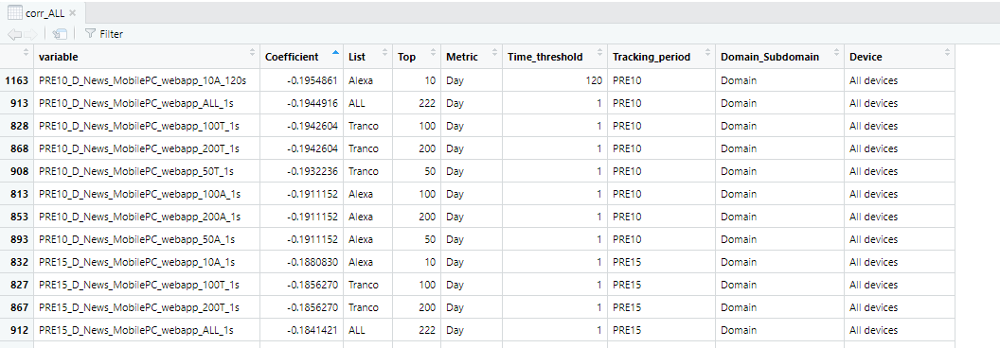 corr_ALL
Filter
variable Coefficient List Top Metric Time_threshold Tracking_period Domain_Subdomain Device
1163 PRE10_D_News_MobilePC_webapp_10A_120s -0.1954861 Alexa 10 Day 120 PRE10 Domain All devices
913 PRE10_D_News_MobilePC_webapp_ALL_1s -0.1944916 ALL 222 Day 1 PRE10 Domain All devices
828 PRE10_D_News_MobilePC_webapp_100T_1s -0.1942604 Tranco 100 Day 1 PRE10 Domain All devices
868 PRE10_D_News_MobilePC_webapp_200T_1s -0.1942604 Tranco 200 Day 1 PRE10 Domain All devices
908 PRE10_D_News_MobilePC_webapp_50T_1s -0.1932236 Tranco 50 Day 1 PRE10 Domain All devices
813 PRE10_D_News_MobilePC_webapp_100A_1s -0.1911152 Alexa 100 Day 1 PRE10 Domain All devices
853 PRE10_D_News_MobilePC_webapp_200A_1s -0.1911152 Alexa 200 Day 1 PRE10 Domain All devices
893 PRE10_D_News_MobilePC_webapp_50A_1s -0.1911152 Alexa 50 Day 1 PRE10 Domain All devices
832 PRE15_D_News_MobilePC_webapp_10A_1s -0.1880830 Alexa 10 Day 1 PRE15 Domain All devices
827 PRE15_D_News_MobilePC_webapp_100T_1s -0.1856270 Tranco 100 Day 1 PRE15 Domain All devices
867 PRE15_D_News_MobilePC_webapp_200T_1s -0.1856270 Tranco 200 Day 1 PRE15 Domain All devices
912 PRE15_D_News_MobilePC_webapp_ALL_1s -0.1841421 ALL 222 Day 1 PRE15 Domain All devices